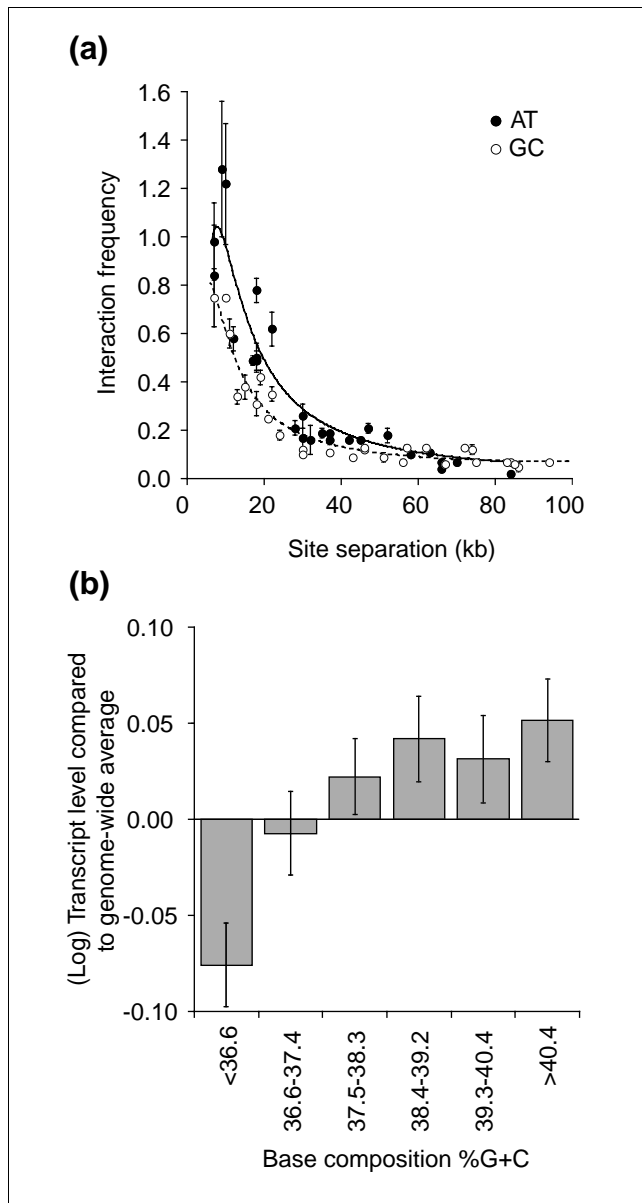 (a)
1.6
1.4
1.2
1.0
0.8
0.6
0.4
0.2
0.0
Interaction frequency
AT
GC
0 20 40 60 80 100
Site separation (kb)
(b)
0.10
0.05
0.00
-0.05
-0.10
(Log) Transcript level compared
to genome-wide average
<36.6
36.6-37.4
37.5-38.3
38.4-39.2
39.3-40.4
>40.4
Base composition %G+C